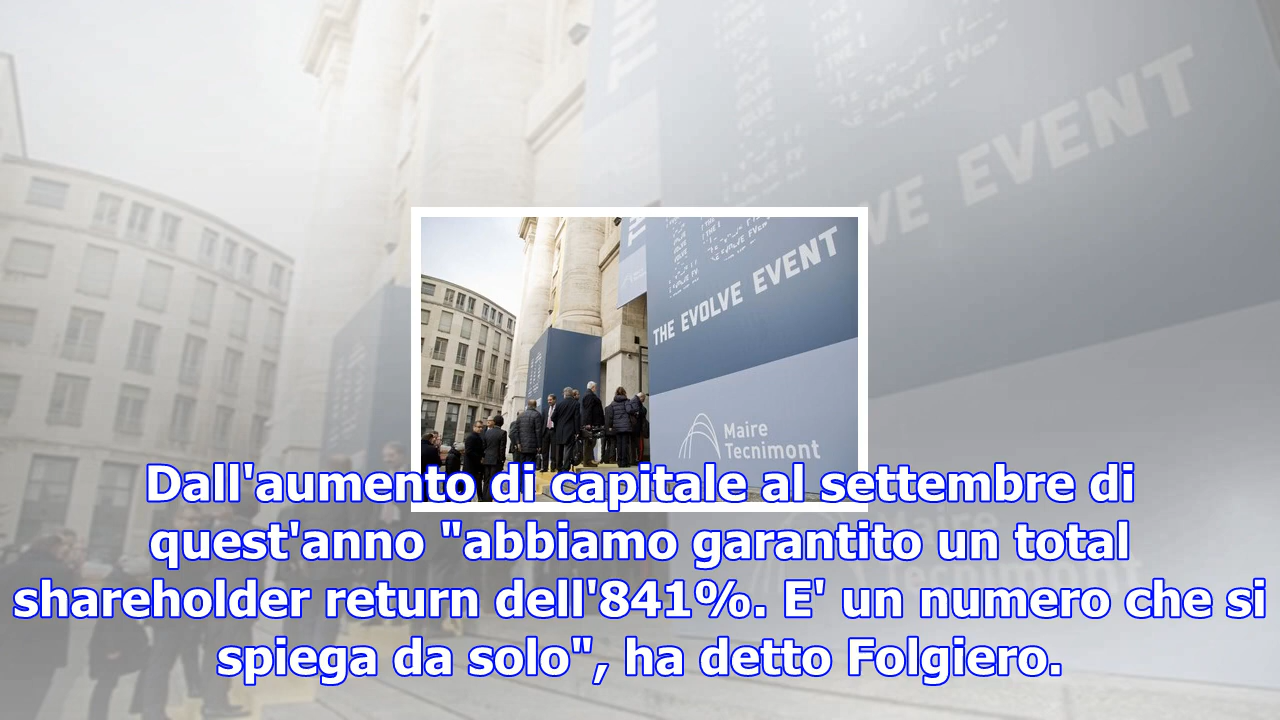 THE EVOLVE EVENT
Maire
Tecnimont
Dall'aumento di capitale al settembre di
quest'anno "abbiamo garantito un total
shareholder return dell'841%. E' un numero che si
spiega da solo", ha detto Folgiero.